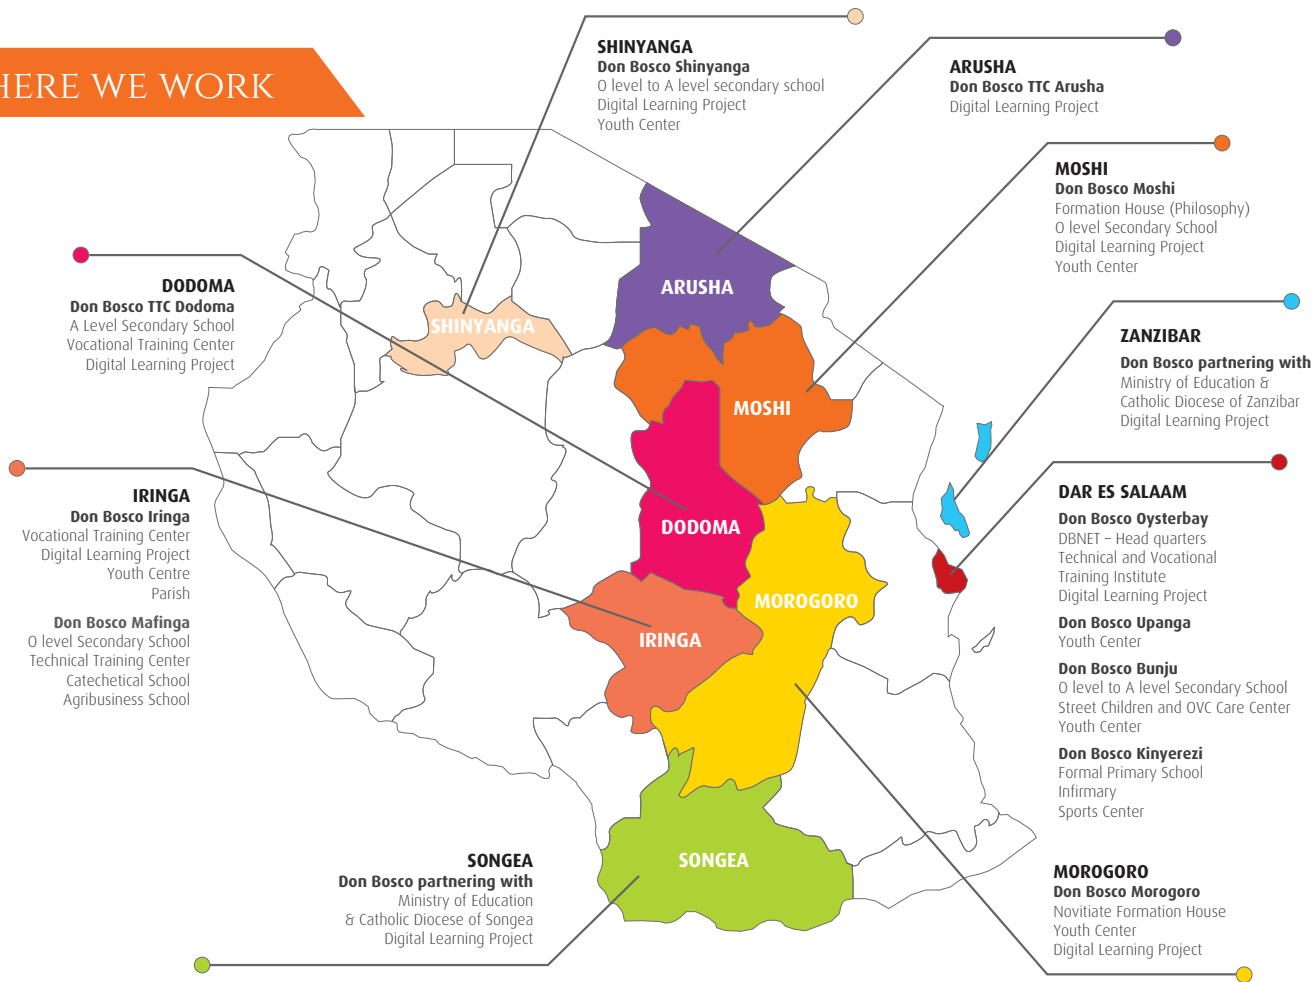 HERE WE WORK
SHINYANGA
Don Bosco Shinyanga
O level to A level secondary school
Digital Learning Project
Youth Center
ARUSHA
Don Bosco TTC Arusha
Digital Learning Project
MOSHI
Don Bosco Moshi
Formation House (Philosophy)
O level Secondary School
Digital Learning Project
Youth Center
DODOMA
Don Bosco TTC Dodoma
A Level Secondary School
Vocational Training Center
Digital Learning Project
ZANZIBAR
Don Bosco partnering with
Ministry of Education &
Catholic Diocese of Zanzibar
Digital Learning Project
IRINGA
Don Bosco Iringa
Vocational Training Center
Digital Learning Project
Youth Centre
Parish
Don Bosco Mafinga
O level Secondary School
Technical Training Center
Catechetical School
Agribusiness School
DAR ES SALAAM
Don Bosco Oysterbay
DBNET – Head quarters
Technical and Vocational
Training Institute
Digital Learning Project
Don Bosco Upanga
Youth Center
Don Bosco Bunju
O level to A level Secondary School
Street Children and OVC Care Center
Youth Center
Don Bosco Kinyerezi
Formal Primary School
Infirmary
Sports Center
SONGEA
Don Bosco partnering with
Ministry of Education
& Catholic Diocese of Songea
Digital Learning Project
MOROGORO
Don Bosco Morogoro
Novitiate Formation House
Youth Center
Digital Learning Project
ARUSHA
SHINYANGA
MOSHI
DODOMA
MOROGORO
IRINGA
SONGEA